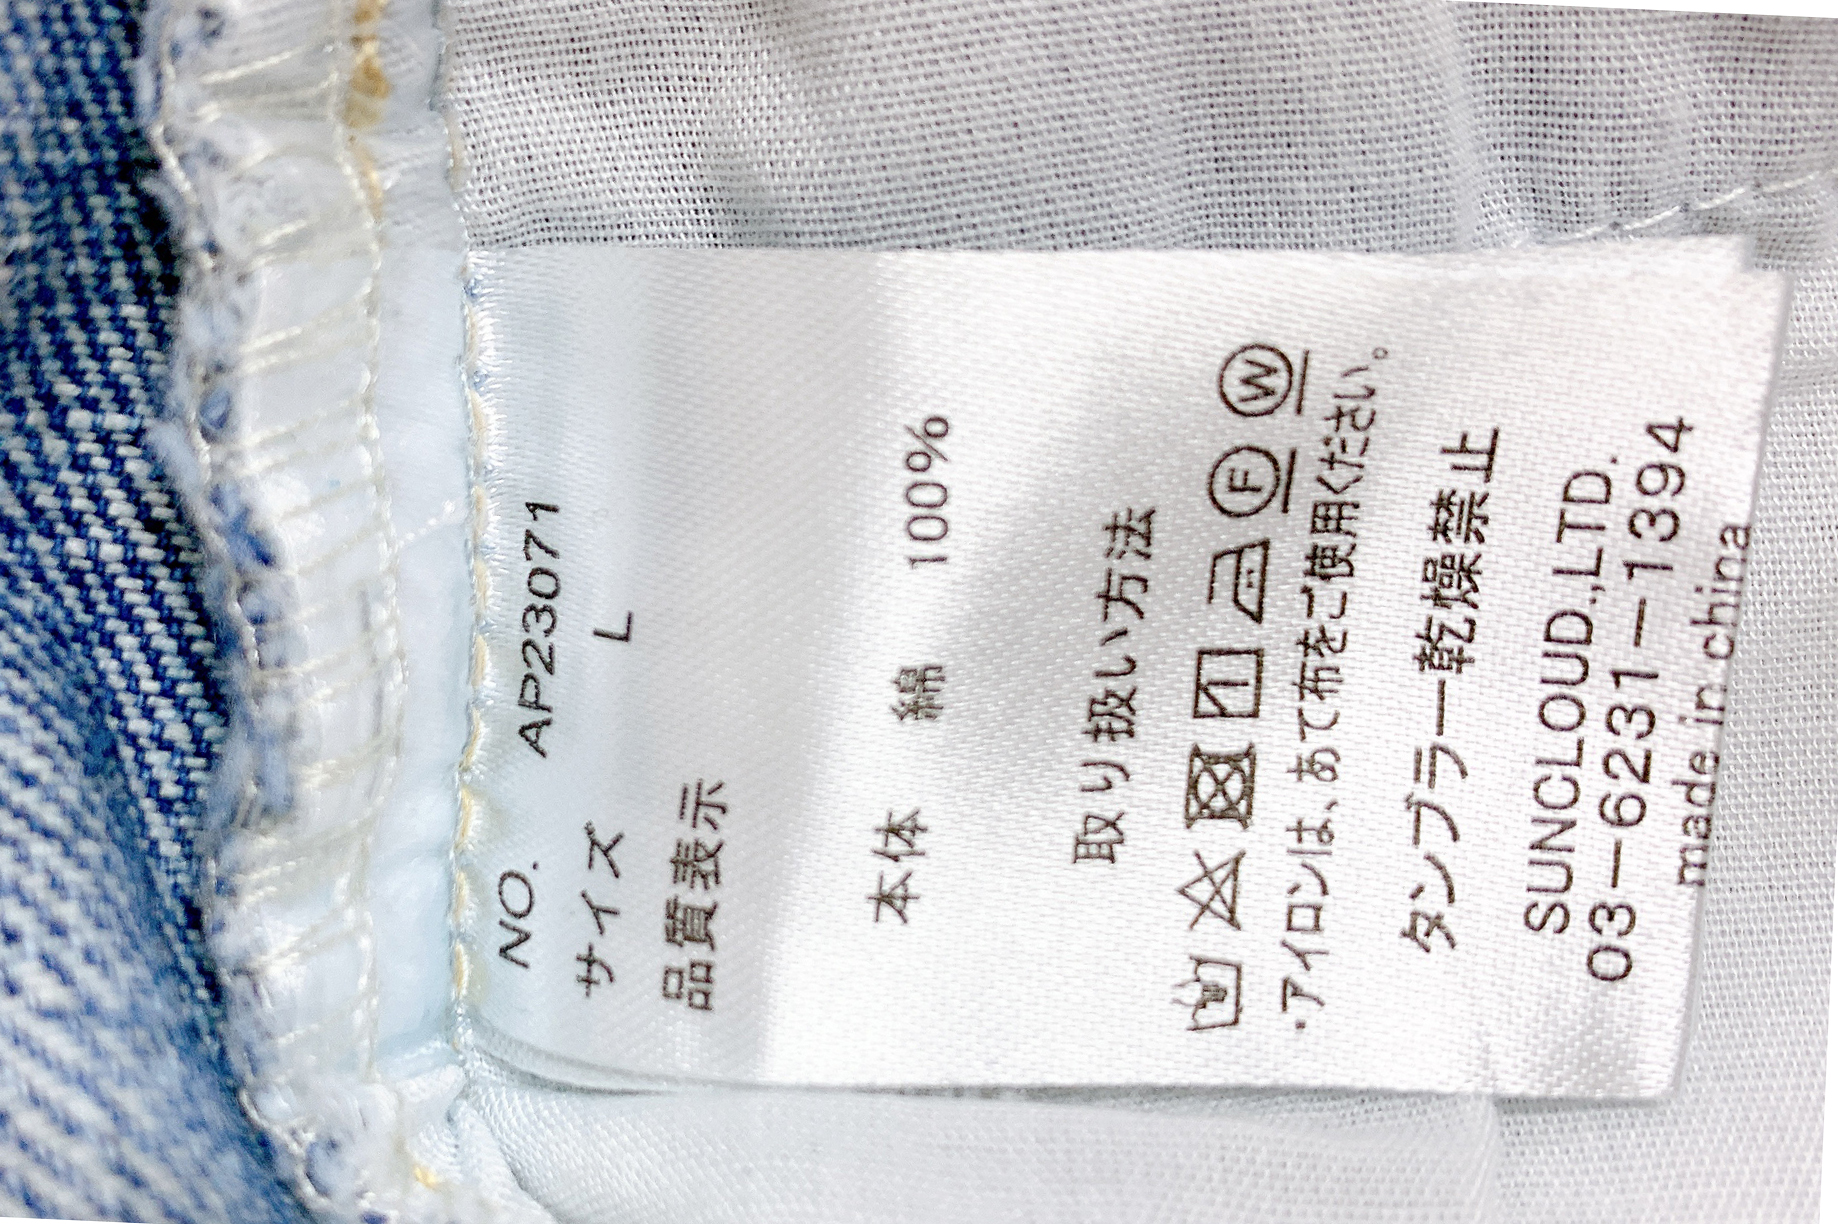 NO. AP23071
サイズ L
品質表示
本体 綿 100%
取り扱い方法
F W
・アイロンは、あて布をご使用ください。
タンブラー乾燥禁止
SUNCLOUD.,LTD.
03－6231－1394
made in china